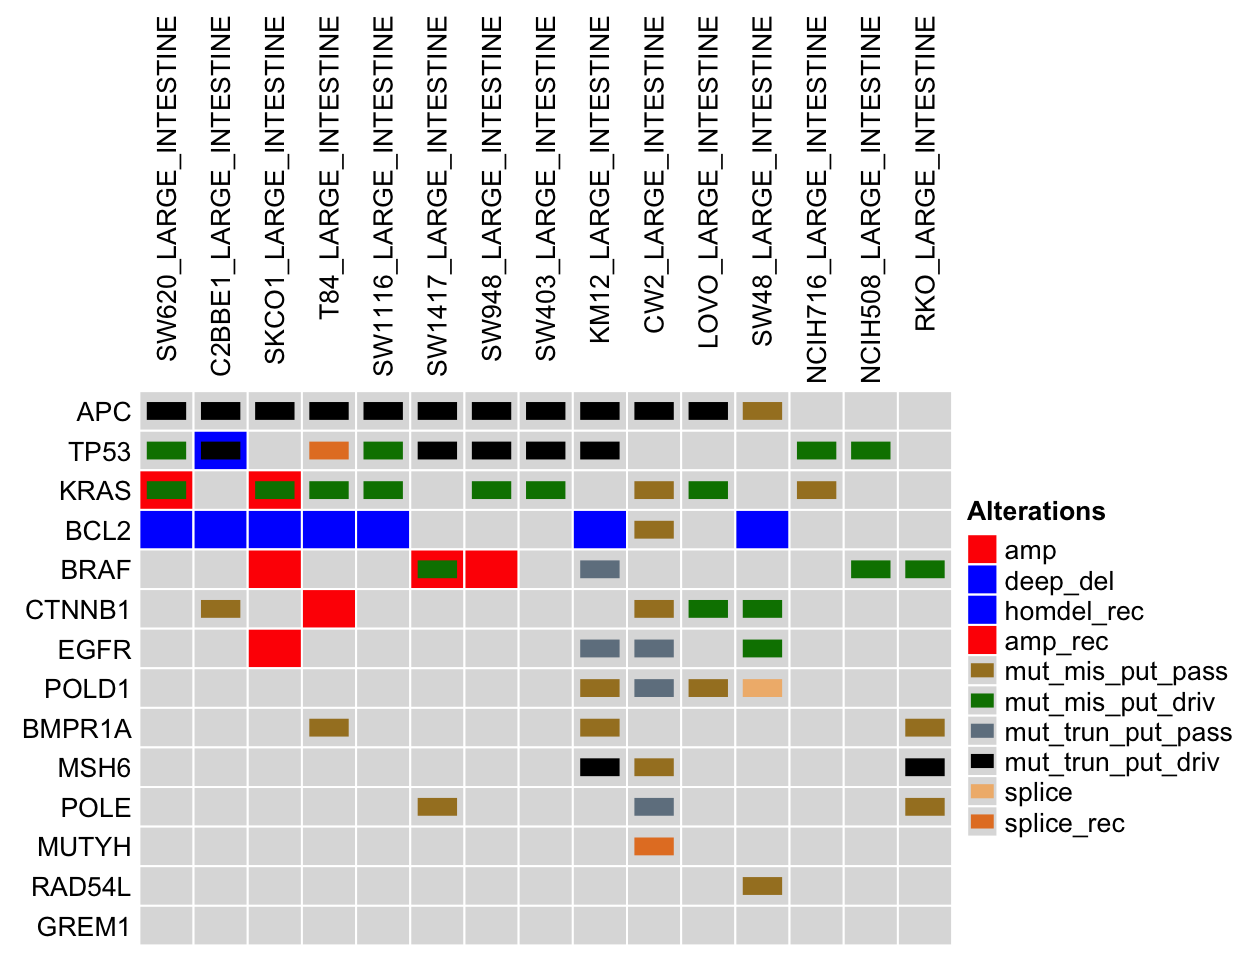 SW620_LARGE_INTESTINE
C2BBE1_LARGE_INTESTINE
SKCO1_LARGE_INTESTINE
T84_LARGE_INTESTINE
SW1116_LARGE_INTESTINE
SW1417_LARGE_INTESTINE
SW948_LARGE_INTESTINE
SW403_LARGE_INTESTINE
KM12_LARGE_INTESTINE
CW2_LARGE_INTESTINE
LOVO_LARGE_INTESTINE
SW48_LARGE_INTESTINE
NCIH716_LARGE_INTESTINE
NCIH508_LARGE_INTESTINE
RKO_LARGE_INTESTINE
APC
TP53
KRAS
BCL2
BRAF
CTNNB1
EGFR
POLD1
BMPR1A
MSH6
POLE
MUTYH
RAD54L
GREM1
Alterations
amp
deep_del
homdel_rec
amp_rec
mut_mis_put_pass
mut_mis_put_driv
mut_trun_put_pass
mut_trun_put_driv
splice
splice_rec